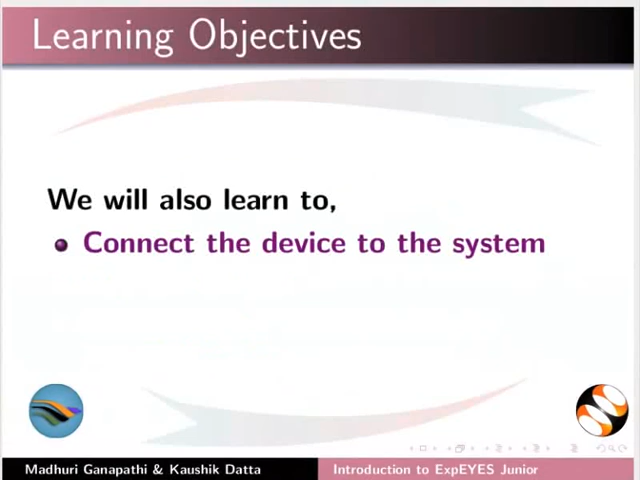 Learning Objectives
We will also learn to,
Connect the device to the system
Madhuri Ganapathi & Kaushik Datta
Introduction to ExpEYES Junior